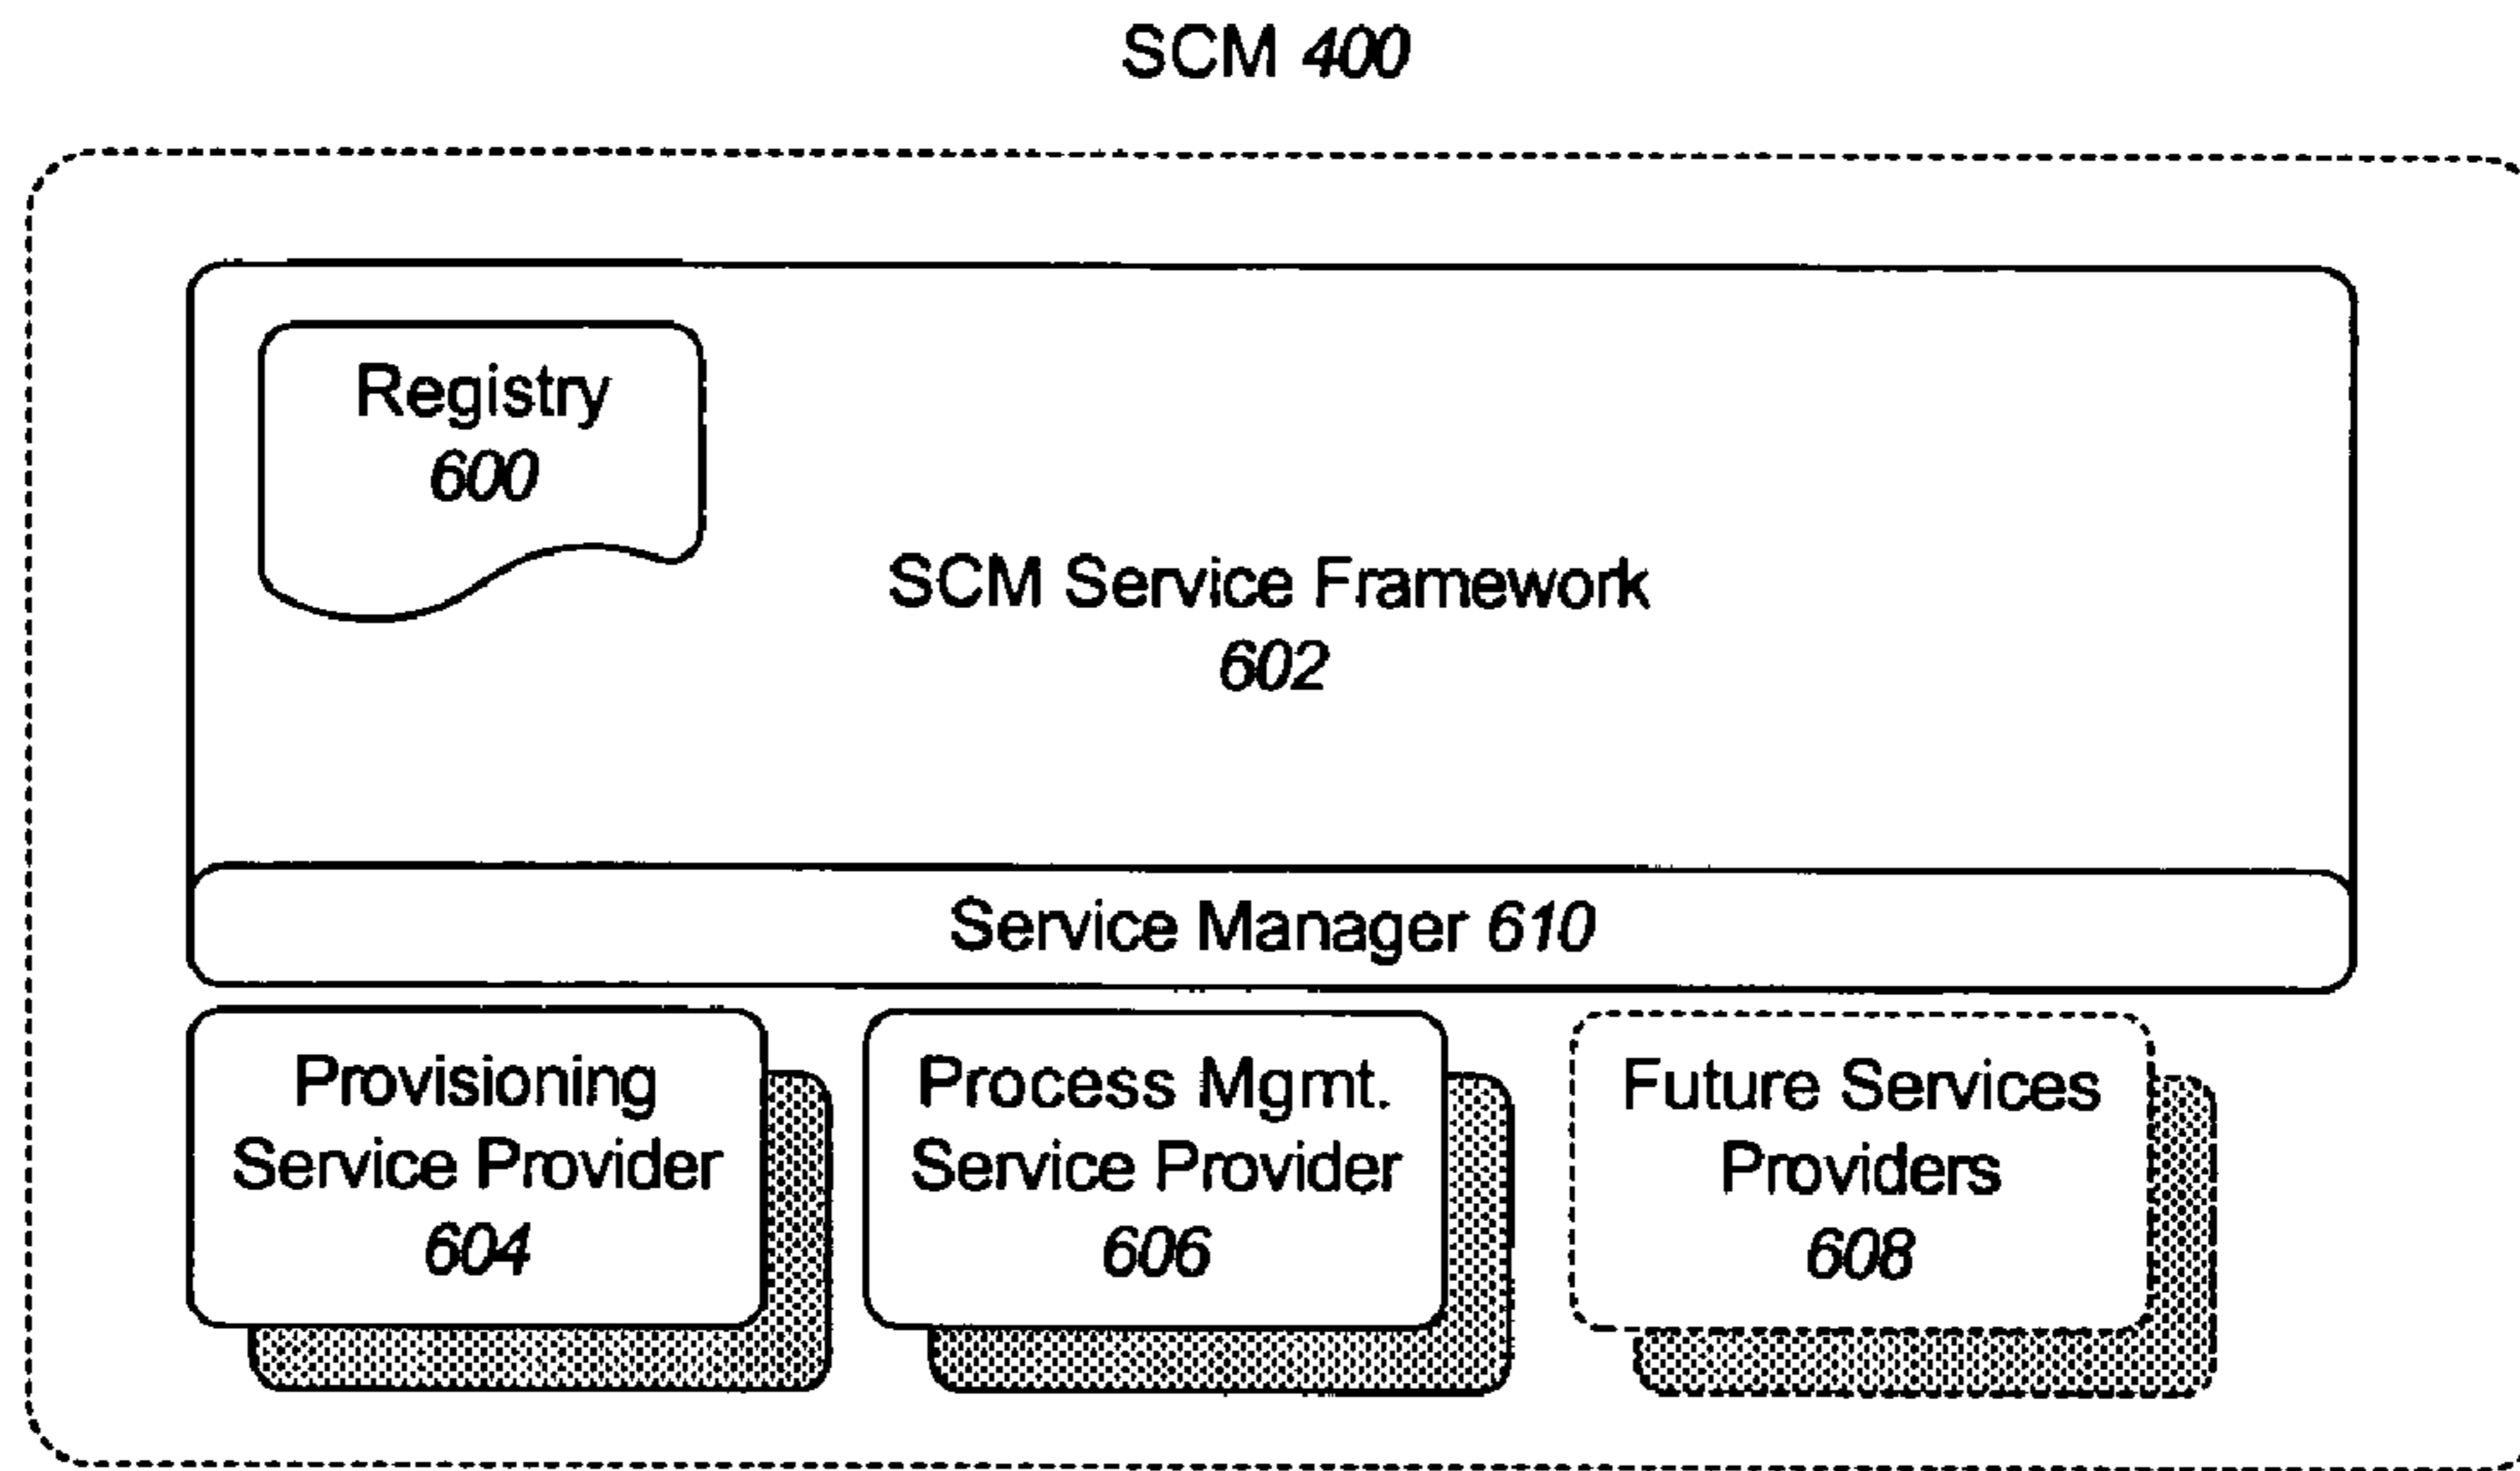 SCM 400
Registry
600
SCM Service Framework
602
Service Manager 610
Provisioning
Service Provider
604
Process Mgmt.
Service Provider
606
Future Services
Providers
608